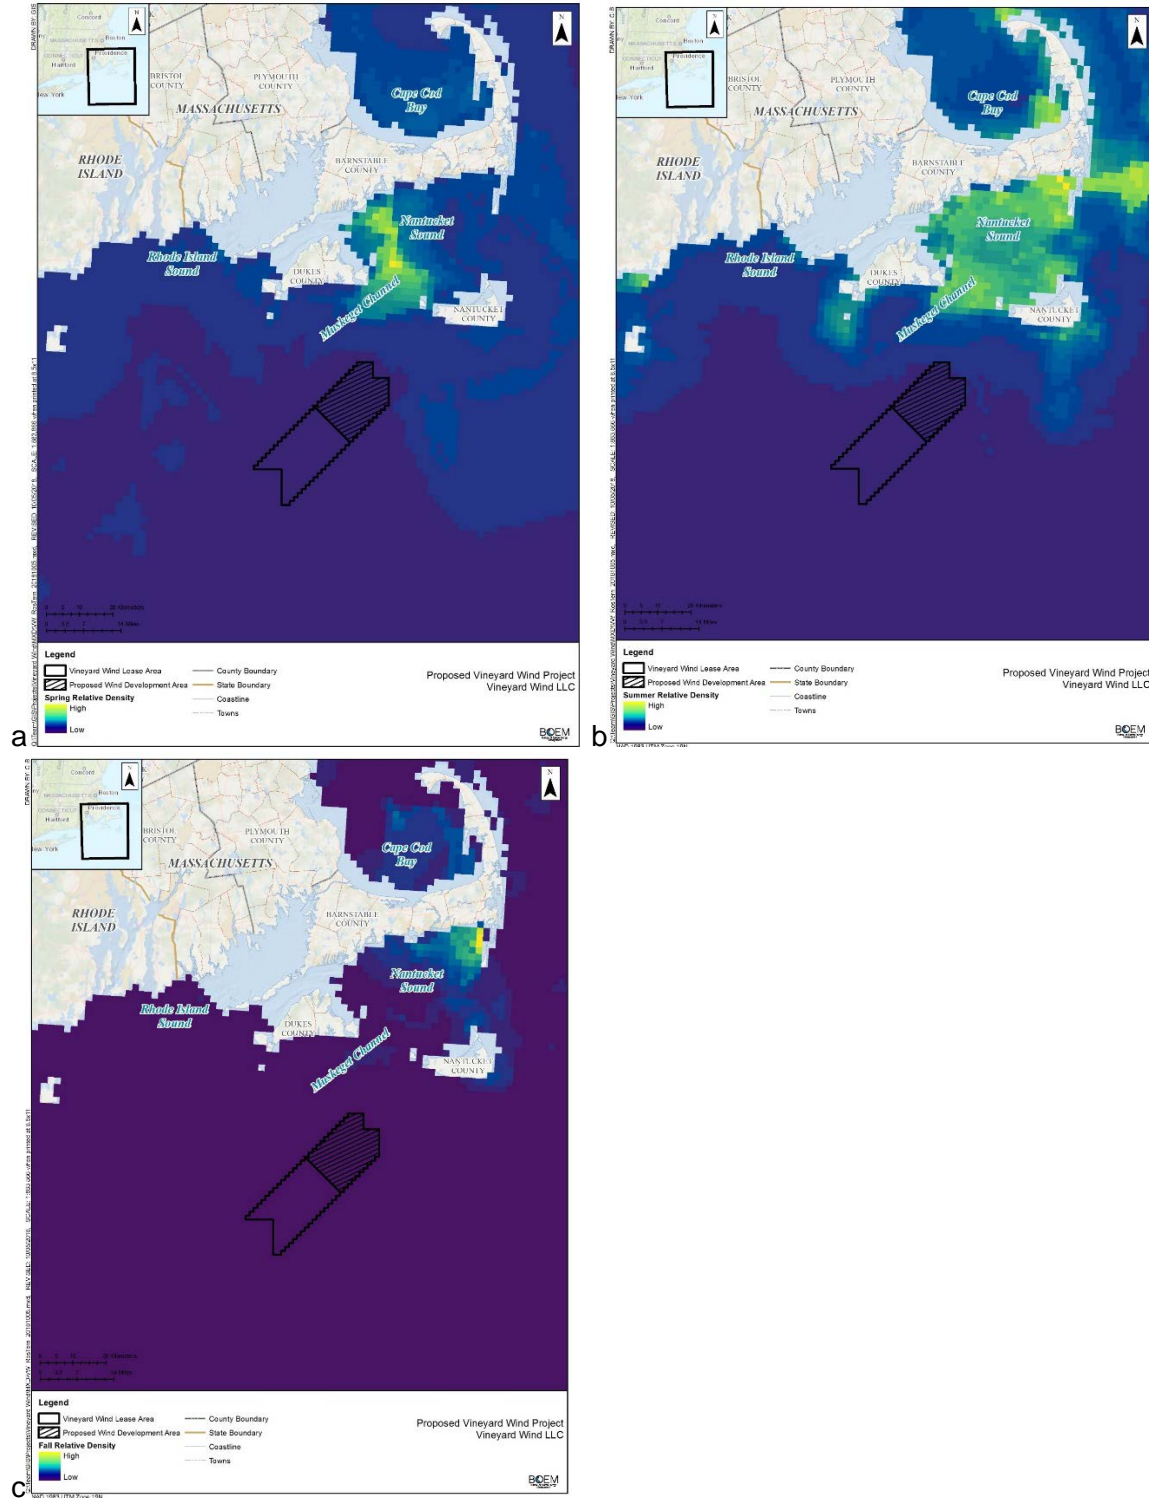 DRAWN BY: GIS
Concord
Boston
MASSACHUSETTS
Providence
CONNECTICUT
Hartford
New York
N
N
BRISTOL
COUNTY
PLYMOUTH
COUNTY
MASSACHUSETTS
Cape Cod
Bay
RHODE
ISLAND
BARNSTABLE
COUNTY
Nantucket
Sound
Rhode Island
Sound
DUKES
COUNTY
Muskeget Channel
NANTUCKET
COUNTY
Legend
Vineyard Wind Lease Area
County Boundary
Proposed Wind Development Area
State Boundary
Spring Relative Density
Coastline
High
Towns
Low
Proposed Vineyard Wind Project
Vineyard Wind LLC
BOEM
a
Concord
Boston
Providence
Hartford
New York
N
N
BRISTOL
COUNTY
PLYMOUTH
COUNTY
MASSACHUSETTS
Cape Cod
Bay
RHODE
ISLAND
BARNSTABLE
COUNTY
Nantucket
Sound
Rhode Island
Sound
DUKES
COUNTY
Muskeget Channel
NANTUCKET
COUNTY
Legend
Vineyard Wind Lease Area
County Boundary
Proposed Wind Development Area
State Boundary
Summer Relative Density
Coastline
High
Towns
Low
Proposed Vineyard Wind Project
Vineyard Wind LLC
BOEM
b
Concord
Boston
Providence
Hartford
New York
N
N
BRISTOL
COUNTY
PLYMOUTH
COUNTY
MASSACHUSETTS
Cape Cod
Bay
RHODE
ISLAND
BARNSTABLE
COUNTY
Nantucket
Sound
Rhode Island
Sound
DUKES
COUNTY
Muskeget Channel
NANTUCKET
COUNTY
Legend
Vineyard Wind Lease Area
County Boundary
Proposed Wind Development Area
State Boundary
Fall Relative Density
Coastline
High
Towns
Low
Proposed Vineyard Wind Project
Vineyard Wind LLC
BOEM
c